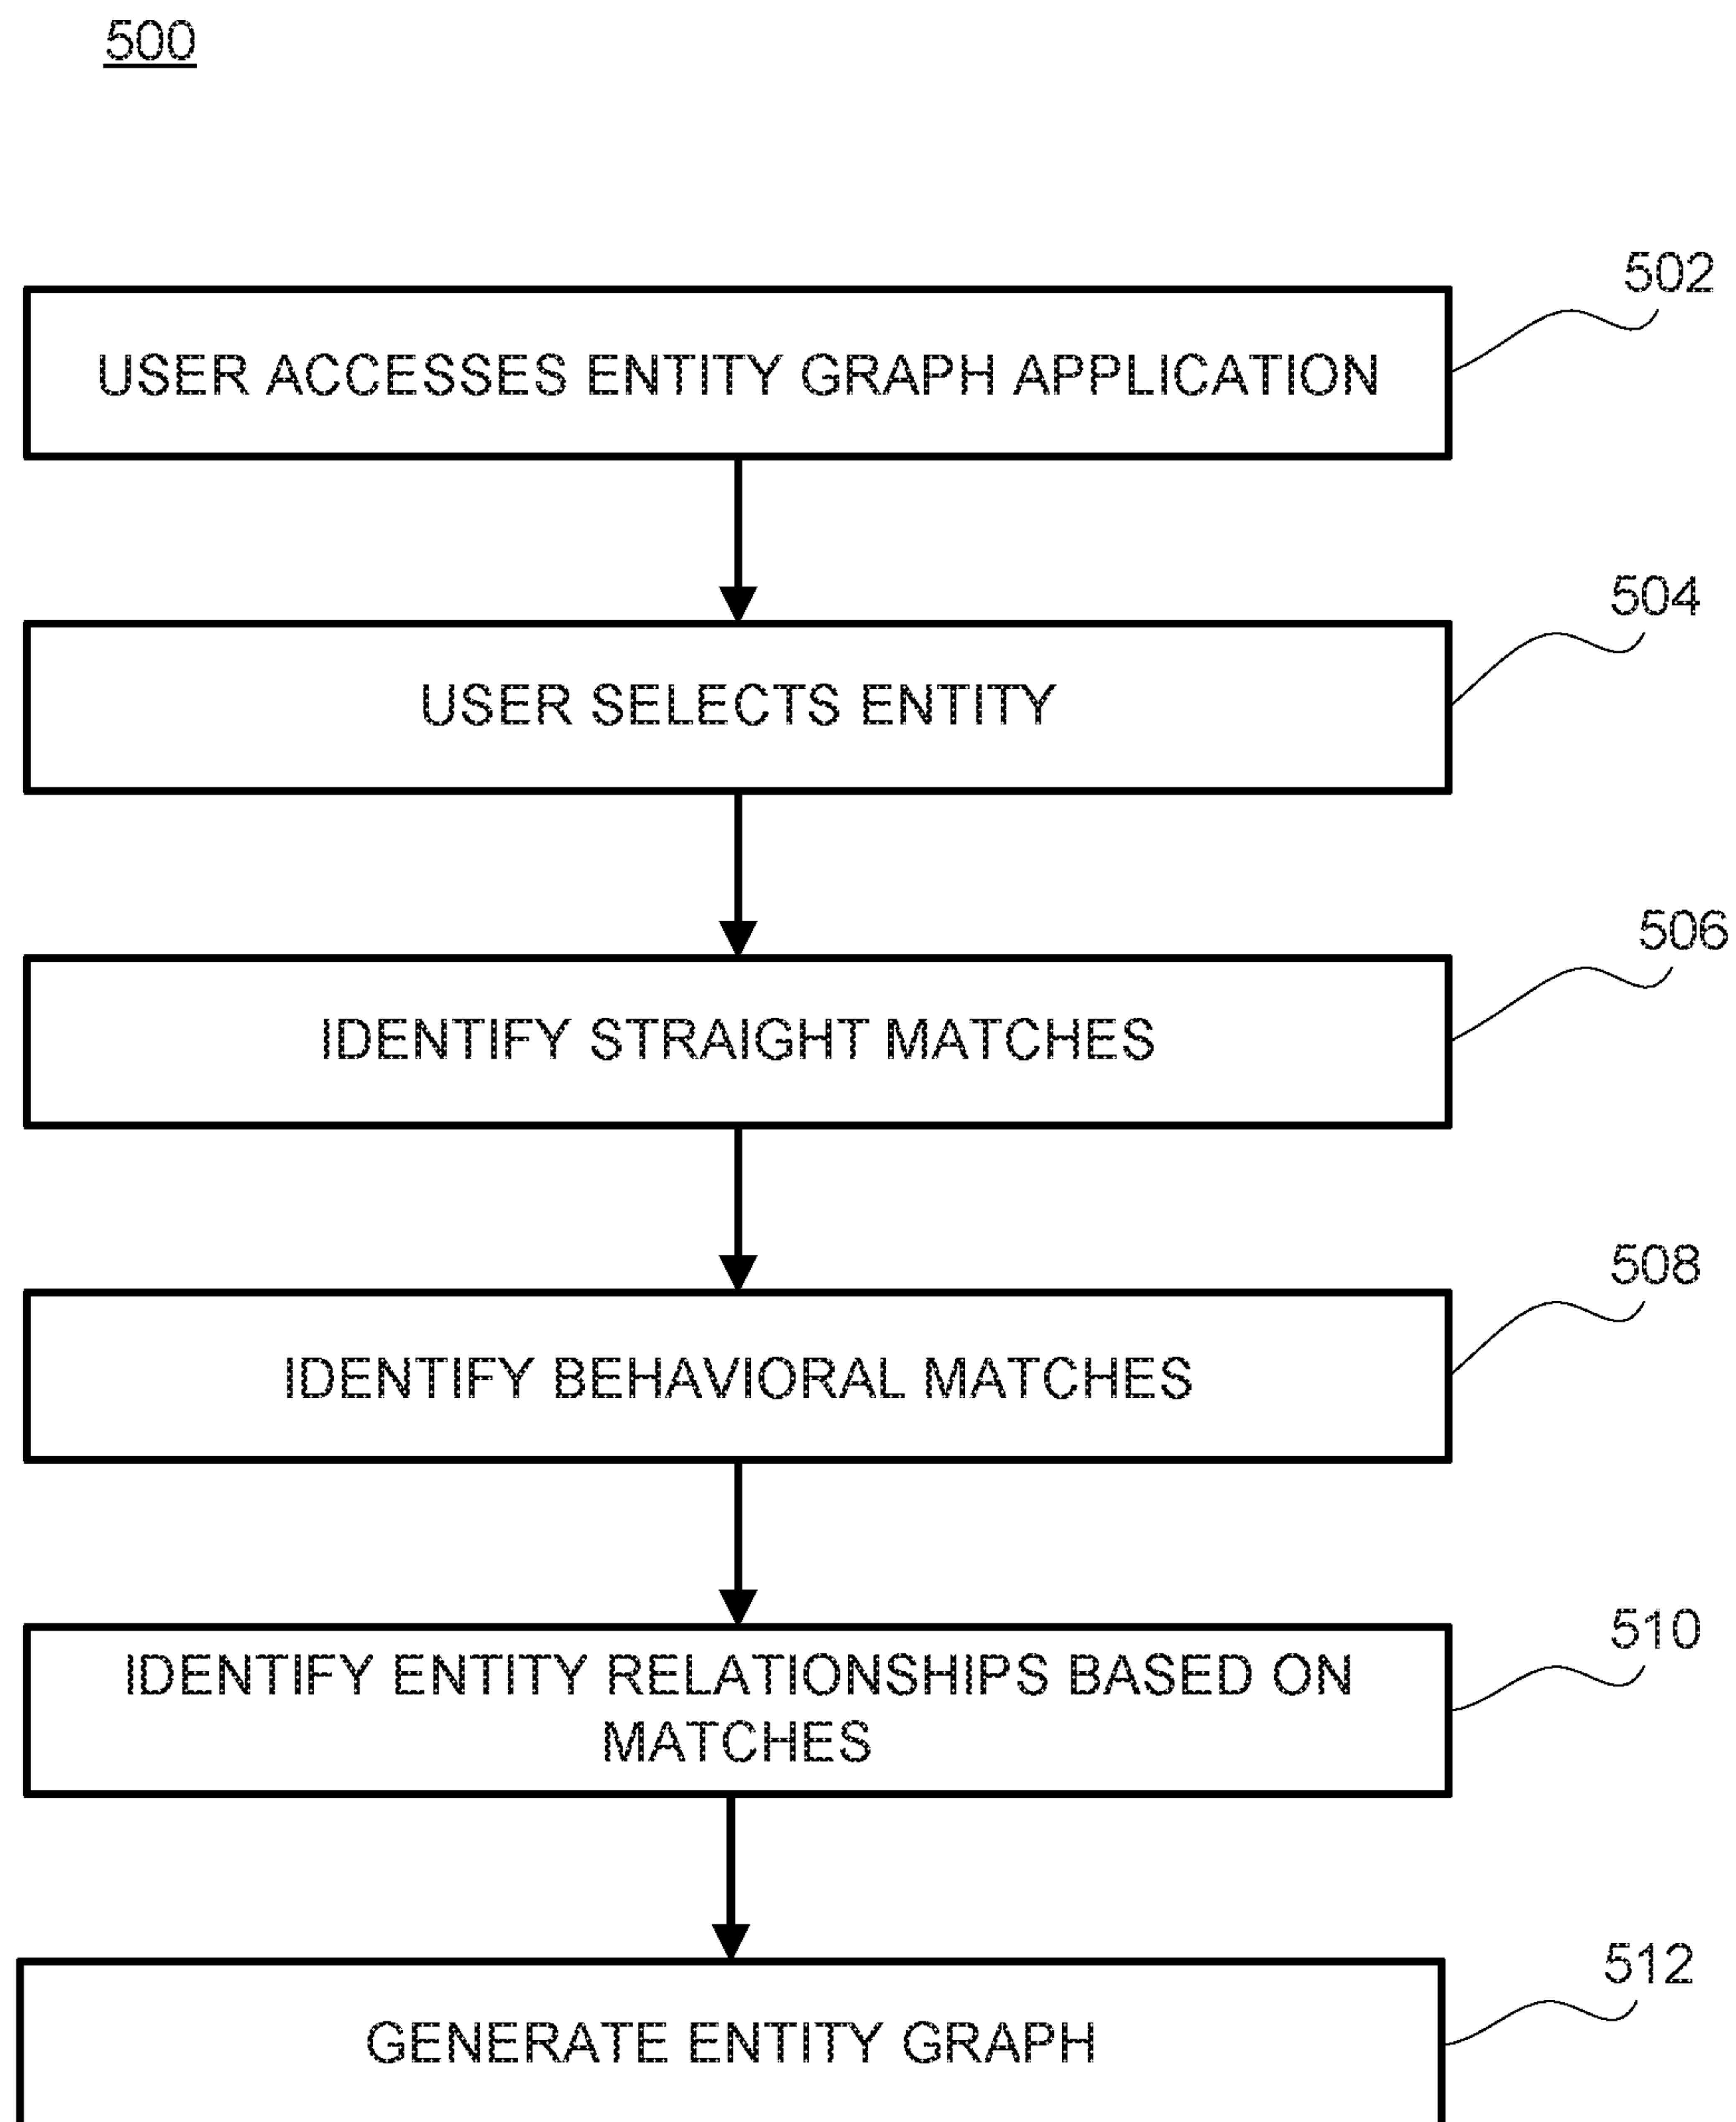 500
502
USER ACCESSES ENTITY GRAPH APPLICATION
504
USER SELECTS ENTITY
506
IDENTIFY STRAIGHT MATCHES
508
IDENTIFY BEHAVIORAL MATCHES
510
IDENTIFY ENTITY RELATIONSHIPS BASED ON
MATCHES
512
GENERATE ENTITY GRAPH